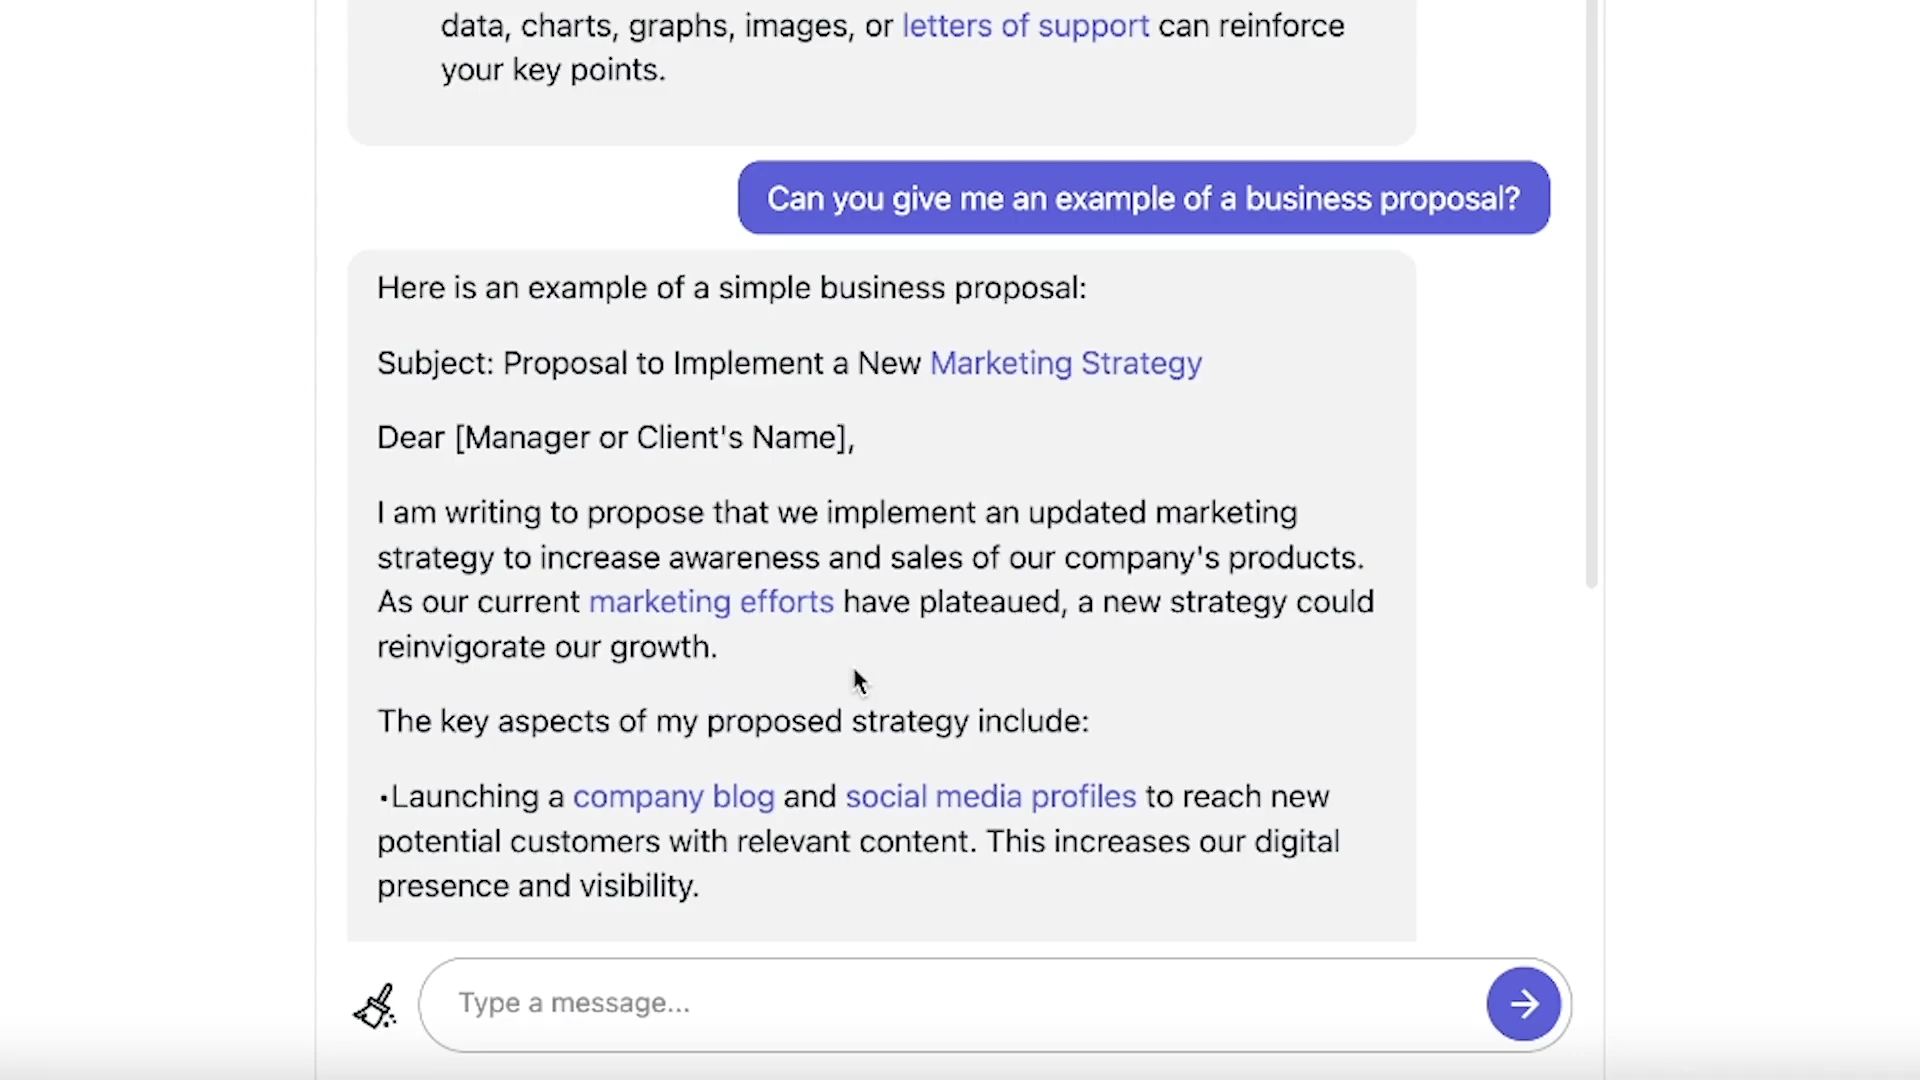 data, charts, graphs, images, or letters of support can reinforce
your key points.
Can you give me an example of a business proposal?
Here is an example of a simple business proposal:
Subject: Proposal to Implement a New Marketing Strategy
Dear [Manager or Client's Name],
I am writing to propose that we implement an updated marketing
strategy to increase awareness and sales of our company's products.
As our current marketing efforts have plateaued, a new strategy could
reinvigorate our growth.
The key aspects of my proposed strategy include:
•Launching a company blog and social media profiles to reach new
potential customers with relevant content. This increases our digital
presence and visibility.
Type a message...